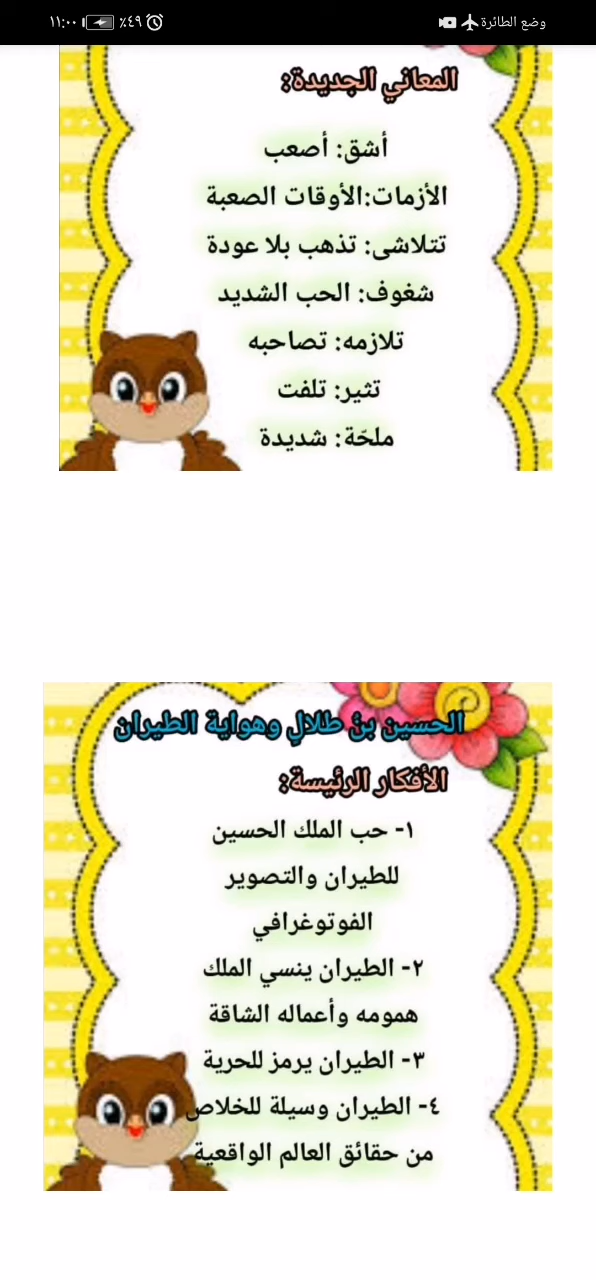 وضع الطائرة ٤٩٪ ١١:٠٠
المعاني الجديدة:
أشق: أصعب
الأزمات:الأوقات الصعبة
تتلاشى: تذهب بلا عودة
شغوف: الحب الشديد
تلازمه: تصاحبه
تثير: تلفت
ملحّة: شديدة
الحسين بنُ طلالِ وهواية الطيران
الأفكار الرئيسة:
١- حب الملك الحسين
للطيران والتصوير
الفوتوغرافي
٢- الطيران ينسي الملك
همومه وأعماله الشاقة
٣- الطيران يرمز للحرية
٤- الطيران وسيلة للخلاص
من حقائق العالم الواقعية